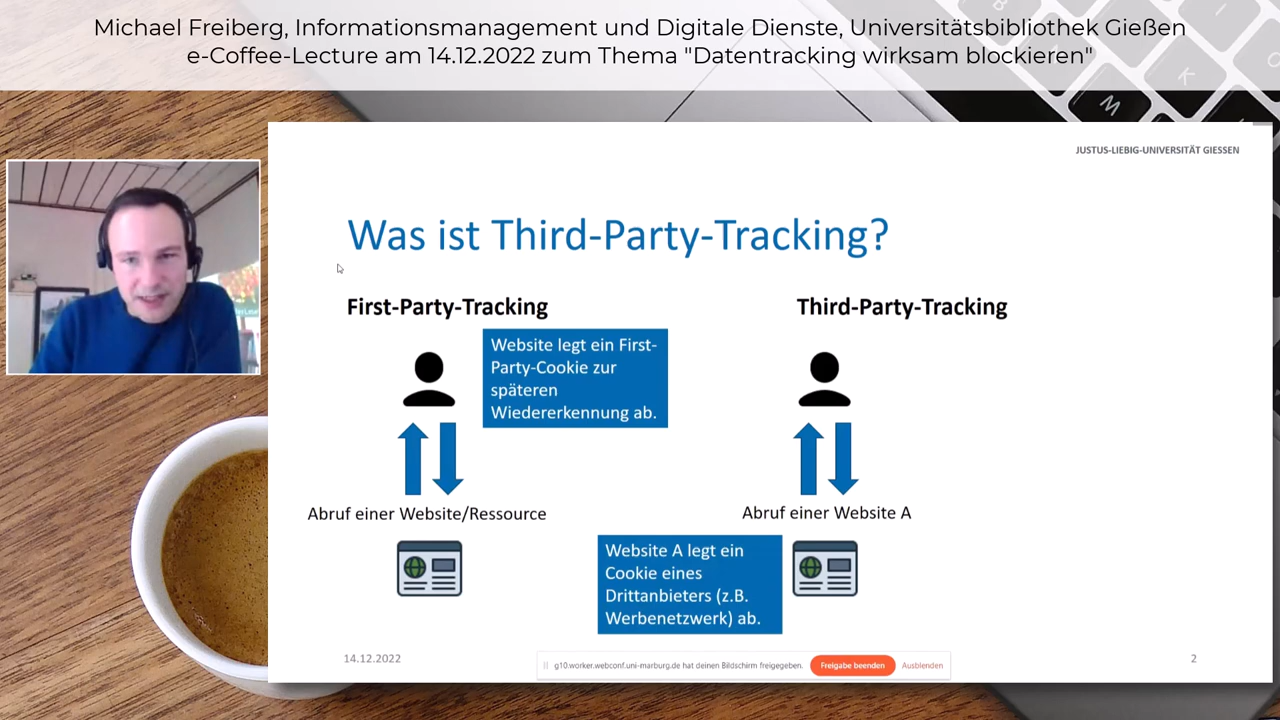 Michael Freiberg, Informationsmanagement und Digitale Dienste, Universitätsbibliothek Gießen
e-Coffee-Lecture am 14.12.2022 zum Thema "Datentracking wirksam blockieren"
JUSTUS-LIEBIG-UNIVERSITÄT GIESSEN
Was ist Third-Party-Tracking?
First-Party-Tracking
Website legt ein First-
Party-Cookie zur
späteren
Wiedererkennung ab.
Abruf einer Website/Ressource
Third-Party-Tracking
Abruf einer Website A
Website A legt ein
Cookie eines
Drittanbieters (z.B.
Werbenetzwerk) ab.
14.12.2022
g10.worker.webconf.uni-marburg.de hat deinen Bildschirm freigegeben.
Freigabe beenden
Ausblenden
2
B
I
K
M